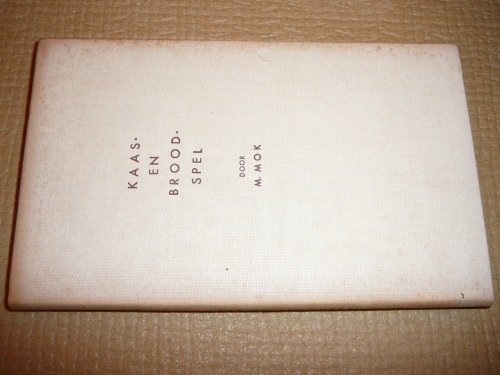 KAAS-
EN
BROOD-
SPEL
DOOR
M. MOK